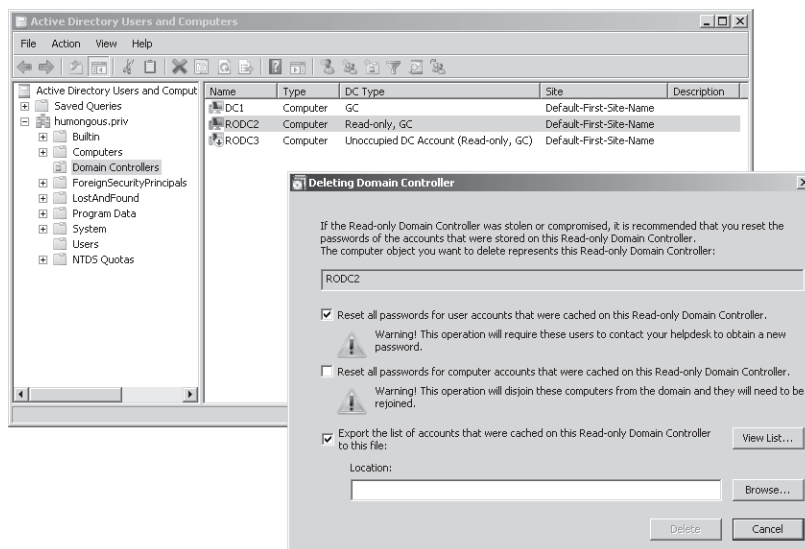 Active Directory Users and Computers
File Action View Help
Active Directory Users and Comput
Saved Queries
humongous.priv
Builtin
Computers
Domain Controllers
ForeignSecurityPrincipals
LostAndFound
Program Data
System
Users
NTDS Quotas
Name Type DC Type Site Description
DC1 Computer GC Default-First-Site-Name
RODC2 Computer Read-only, GC Default-First-Site-Name
RODC3 Computer Unoccupied DC Account (Read-only, GC) Default-First-Site-Name
Deleting Domain Controller
If the Read-only Domain Controller was stolen or compromised, it is recommended that you reset the
passwords of the accounts that were stored on this Read-only Domain Controller.
The computer object you want to delete represents this Read-only Domain Controller:
RODC2
Reset all passwords for user accounts that were cached on this Read-only Domain Controller.
Warning! This operation will require these users to contact your helpdesk to obtain a new
password.
Reset all passwords for computer accounts that were cached on this Read-only Domain Controller.
Warning! This operation will disjoin these computers from the domain and they will need to be
rejoined.
Export the list of accounts that were cached on this Read-only Domain Controller
to this file:
View List...
Location:
Browse...
Delete Cancel